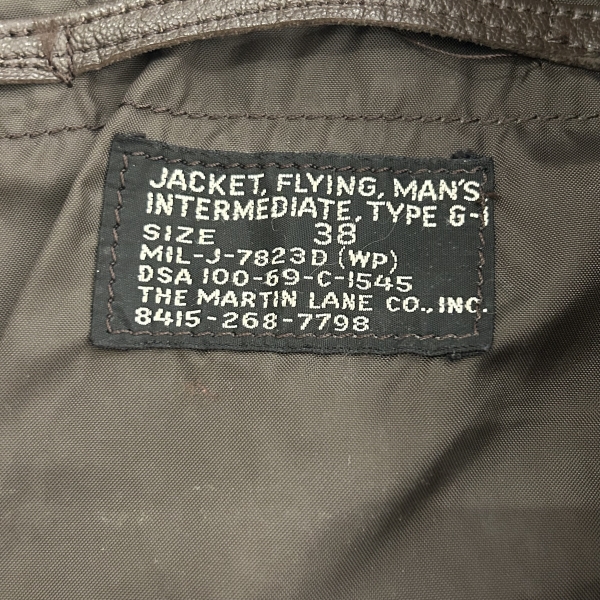 JACKET, FLYING, MAN'S
INTERMEDIATE, TYPE G-1
SIZE 38
MIL-J-7823D (WP)
DSA 100-69-C-1545
THE MARTIN LANE CO., INC.
8415-268-7798